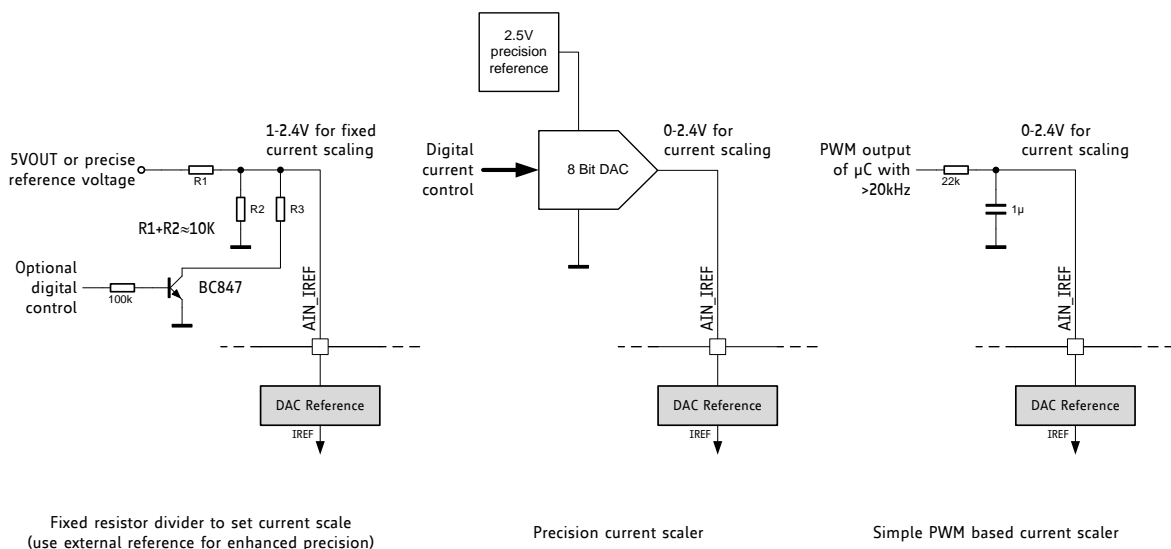 5VOUT or precise
reference voltage
R1
1-2.4V for fixed
current scaling
R2
R3
R1+R2≈10K
Optional
digital
control
100k
BC847
AIN_IREF
DAC Reference
IREF
Fixed resistor divider to set current scale
(use external reference for enhanced precision)
2.5V
precision
reference
Digital
current
control
8 Bit DAC
0-2.4V for
current scaling
AIN_IREF
DAC Reference
IREF
Precision current scaler
PWM output
of µC with
>20kHz
22k
0-2.4V for
current scaling
1µ
AIN_IREF
DAC Reference
IREF
Simple PWM based current scaler